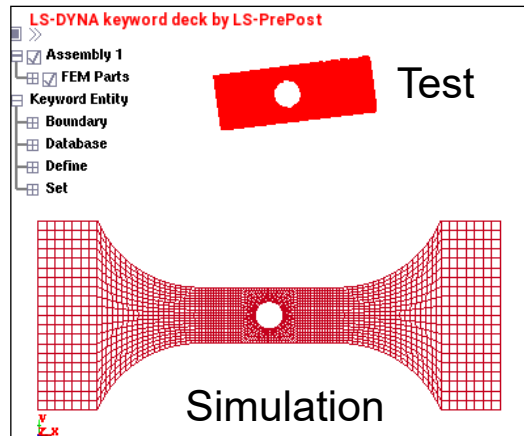 LS-DYNA keyword deck by LS-PrePost
Assembly 1
FEM Parts
Keyword Entity
Boundary
Database
Define
Set
Test
Simulation
Y
Z X